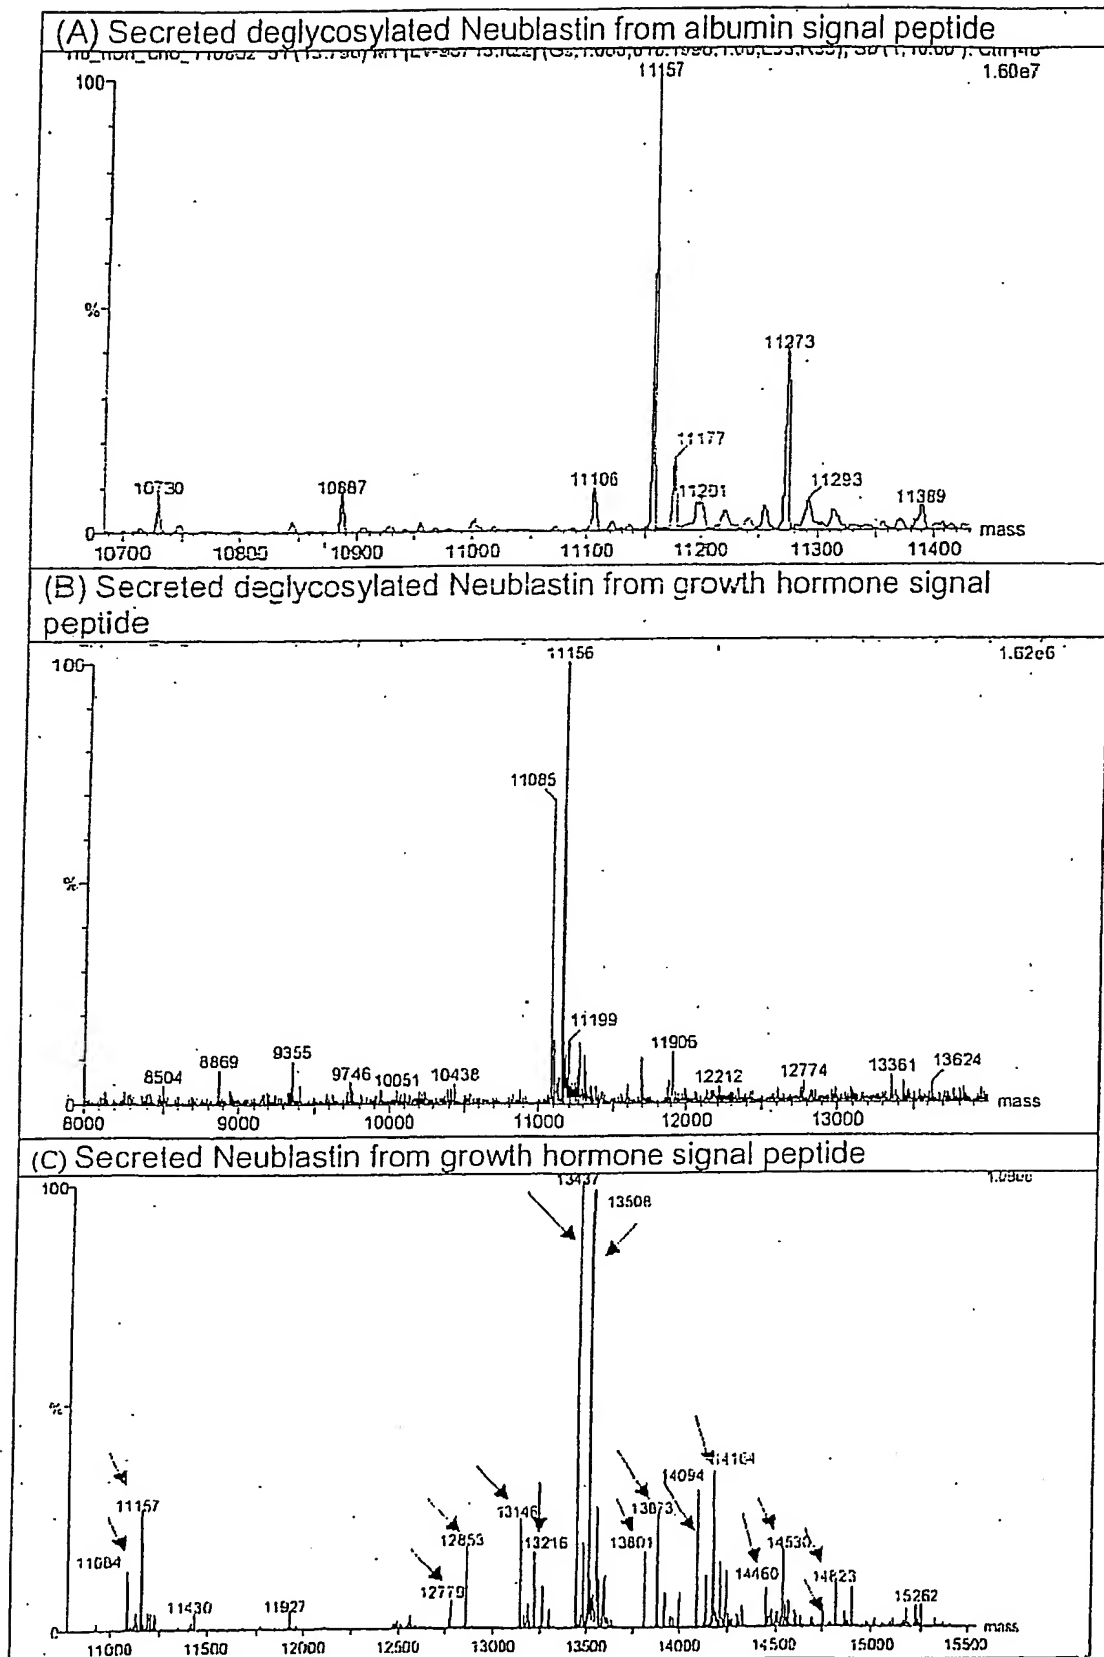 (A) Secreted deglycosylated Neublastin from albumin signal peptide
11157
1.60e7
100
%
11273
11177
11106
11201
11293
11389
10730
10887
0
mass
10700 10800 10900 11000 11100 11200 11300 11400
(B) Secreted deglycosylated Neublastin from growth hormone signal
peptide
11156
1.62e6
100
11085
%
11199
8504 8869 9355 9746 10051 10438 11906 12212 12774 13361 13624
0
mass
8000 9000 10000 11000 12000 13000
(C) Secreted Neublastin from growth hormone signal peptide
13437
100
13508
%
14094 14164
11157 13146 13873
11084 12853 13216 13801 14530
12779 14460 14823
11430 11927 15262
0
mass
11000 11500 12000 12500 13000 13500 14000 14500 15000 15500